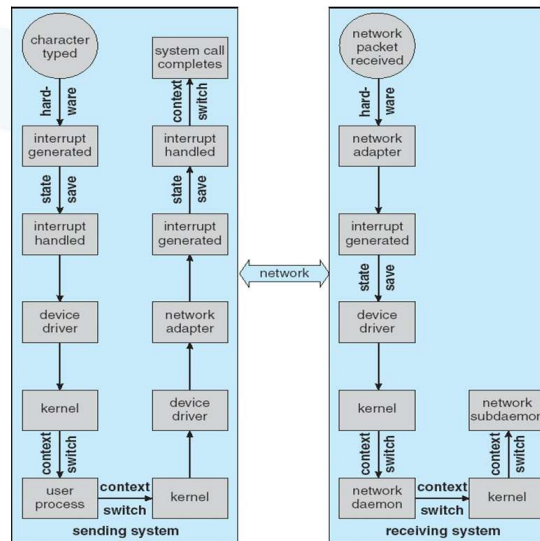 character
typed
hard-
ware
interrupt
generated
state
save
interrupt
handled
device
driver
kernel
context
switch
user
process
context
switch
kernel
device
driver
network
adapter
interrupt
generated
state
save
interrupt
handled
context
switch
system call
completes
sending system
network
network
packet
received
hard-
ware
network
adapter
interrupt
generated
state
save
device
driver
kernel
context
switch
network
daemon
context
switch
kernel
context
switch
network
subdaemon
receiving system